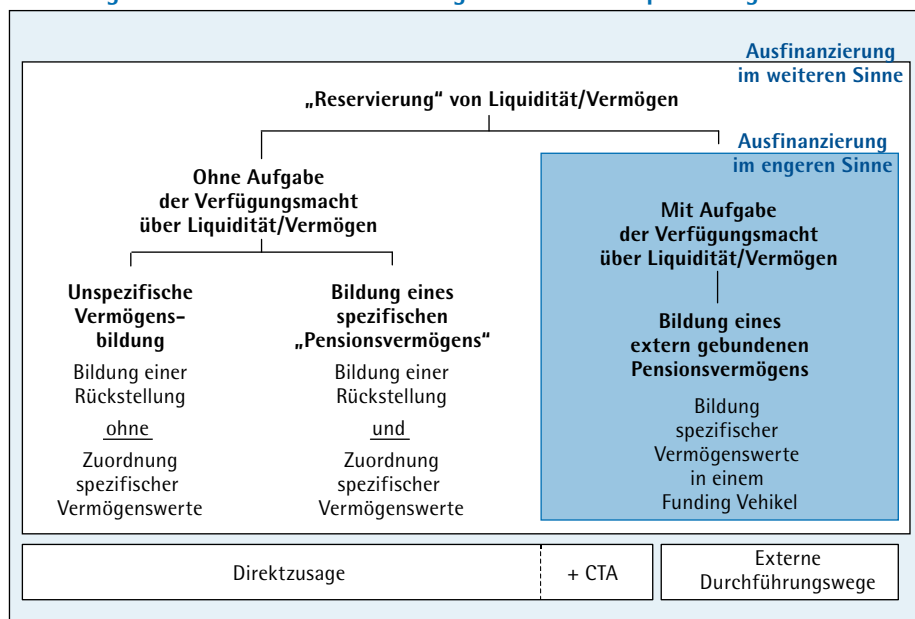 Ausfinanzierung
im weiteren Sinne
„Reservierung“ von Liquidität/Vermögen
Ohne Aufgabe
der Verfügungsmacht
über Liquidität/Vermögen
Unspezifische
Vermögens-
bildung
Bildung einer
Rückstellung
ohne
Zuordnung
spezifischer
Vermögenswerte
Bildung eines
spezifischen
„Pensionsvermögens“
Bildung einer
Rückstellung
und
Zuordnung
spezifischer
Vermögenswerte
Ausfinanzierung
im engeren Sinne
Mit Aufgabe
der Verfügungsmacht
über Liquidität/Vermögen
Bildung eines
extern gebundenen
Pensionsvermögens
Bildung
spezifischer
Vermögenswerte
in einem
Funding Vehikel
Direktzusage
+ CTA
Externe
Durchführungswege